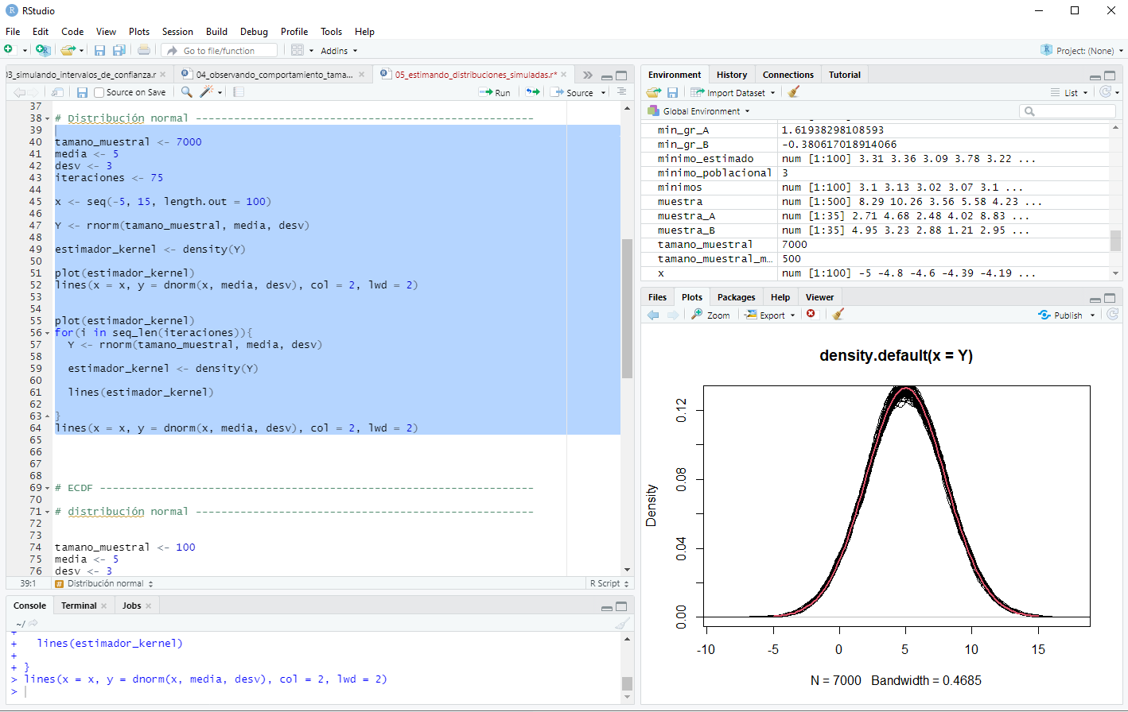 RStudio
File Edit Code View Plots Session Build Debug Profile Tools Help
Go to file/function Addins Project: (None)
03_simulando_intervalos_de_confianza.r 04_observando_comportamiento_tama... 05_estimando_distribuciones_simuladas.r*
Source on Save Run Source
37
38 # Distribución normal -----------------------------------------------------
39
40 tamano_muestral <- 7000
41 media <- 5
42 desv <- 3
43 iteraciones <- 75
44
45 x <- seq(-5, 15, length.out = 100)
46
47 Y <- rnorm(tamano_muestral, media, desv)
48
49 estimador_kernel <- density(Y)
50
51 plot(estimador_kernel)
52 lines(x = x, y = dnorm(x, media, desv), col = 2, lwd = 2)
53
54
55 plot(estimador_kernel)
56 for(i in seq_len(iteraciones)){
57 Y <- rnorm(tamano_muestral, media, desv)
58
59 estimador_kernel <- density(Y)
60
61 lines(estimador_kernel)
62
63 }
64 lines(x = x, y = dnorm(x, media, desv), col = 2, lwd = 2)
65
66
67
68
69 # ECDF --------------------------------------------------------------------
70
71 # distribución normal -----------------------------------------------------
72
73
74 tamano_muestral <- 100
75 media <- 5
76 desv <- 3
39:1 Distribución normal R Script
Console Terminal Jobs
~/
+
+ lines(estimador_kernel)
+
+ }
> lines(x = x, y = dnorm(x, media, desv), col = 2, lwd = 2)
>
Environment History Connections Tutorial
Import Dataset List
Global Environment
min_gr_A 1.61938298108593
min_gr_B -0.380617018914066
minimo_estimado num [1:100] 3.31 3.36 3.09 3.78 3.22 ...
minimo_poblacional 3
minimos num [1:100] 3.1 3.13 3.02 3.07 3.1 ...
muestra num [1:500] 8.29 10.26 3.56 5.58 4.23 ...
muestra_A num [1:35] 2.71 4.68 2.48 4.02 8.83 ...
muestra_B num [1:35] 4.95 3.23 2.88 1.21 2.95 ...
tamano_muestral 7000
tamano_muestral_m... 500
x num [1:100] -5 -4.8 -4.6 -4.39 -4.19 ...
Files Plots Packages Help Viewer
Zoom Export Publish
density.default(x = Y)
Density
0.12
0.08
0.04
0.00
-10 -5 0 5 10 15
N = 7000 Bandwidth = 0.4685